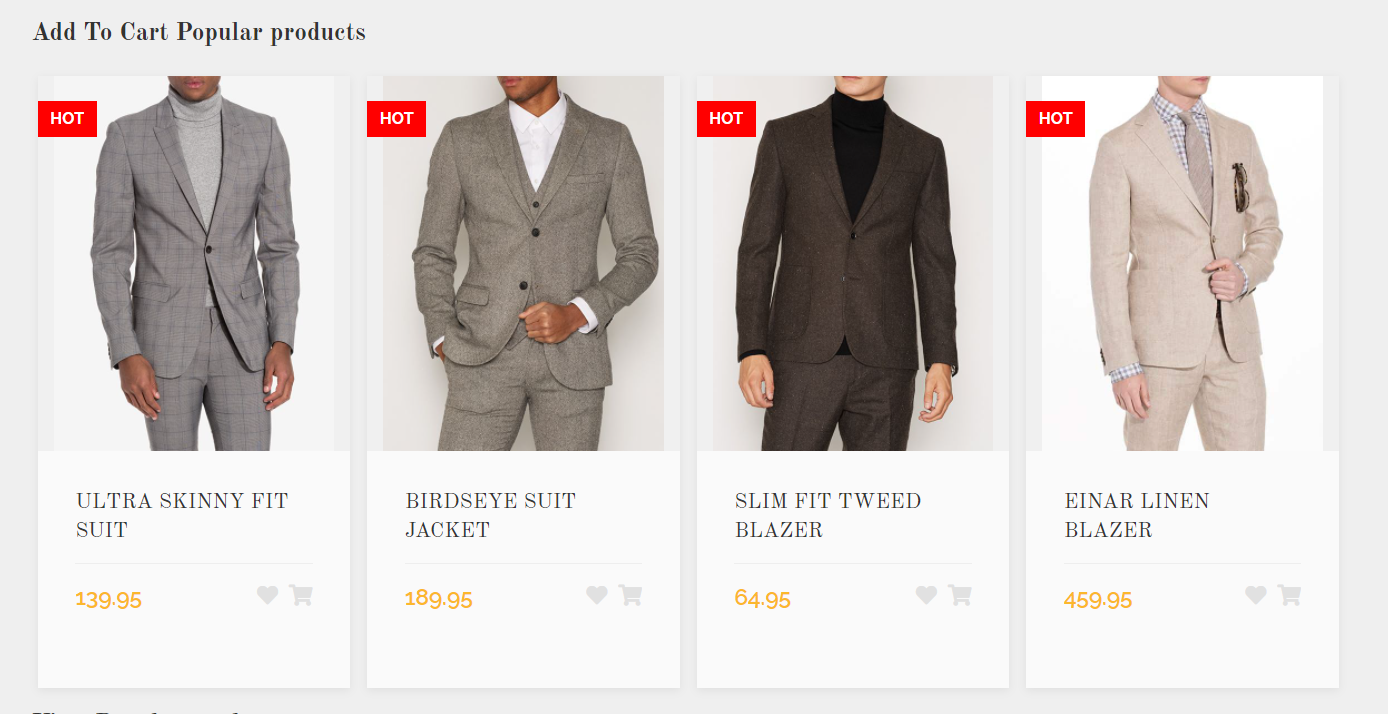 Add To Cart Popular products
HOT
HOT
HOT
HOT
ULTRA SKINNY FIT
SUIT
BIRDSEYE SUIT
JACKET
SLIM FIT TWEED
BLAZER
EINAR LINEN
BLAZER
139.95
189.95
64.95
459.95